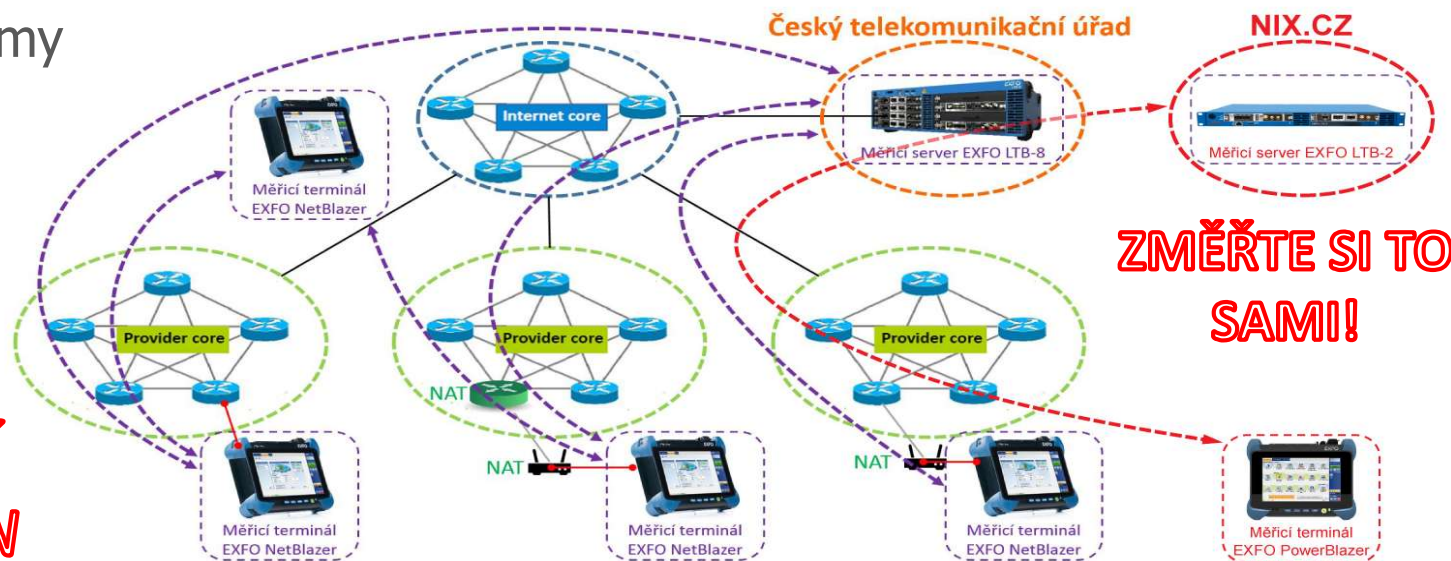 my
Český telekomunikační úřad
NIX.CZ
Internet core
Měřicí server EXFO LTB-8
Měřicí server EXFO LTB-2
Měřicí terminál
EXFO NetBlazer
ZMĚŘTE SI TO
SAMI!
Provider core
Provider core
Provider core
NAT
NAT
NAT
N
Měřicí terminál
EXFO NetBlazer
Měřicí terminál
EXFO NetBlazer
Měřicí terminál
EXFO NetBlazer
Měřicí terminál
EXFO PowerBlazer